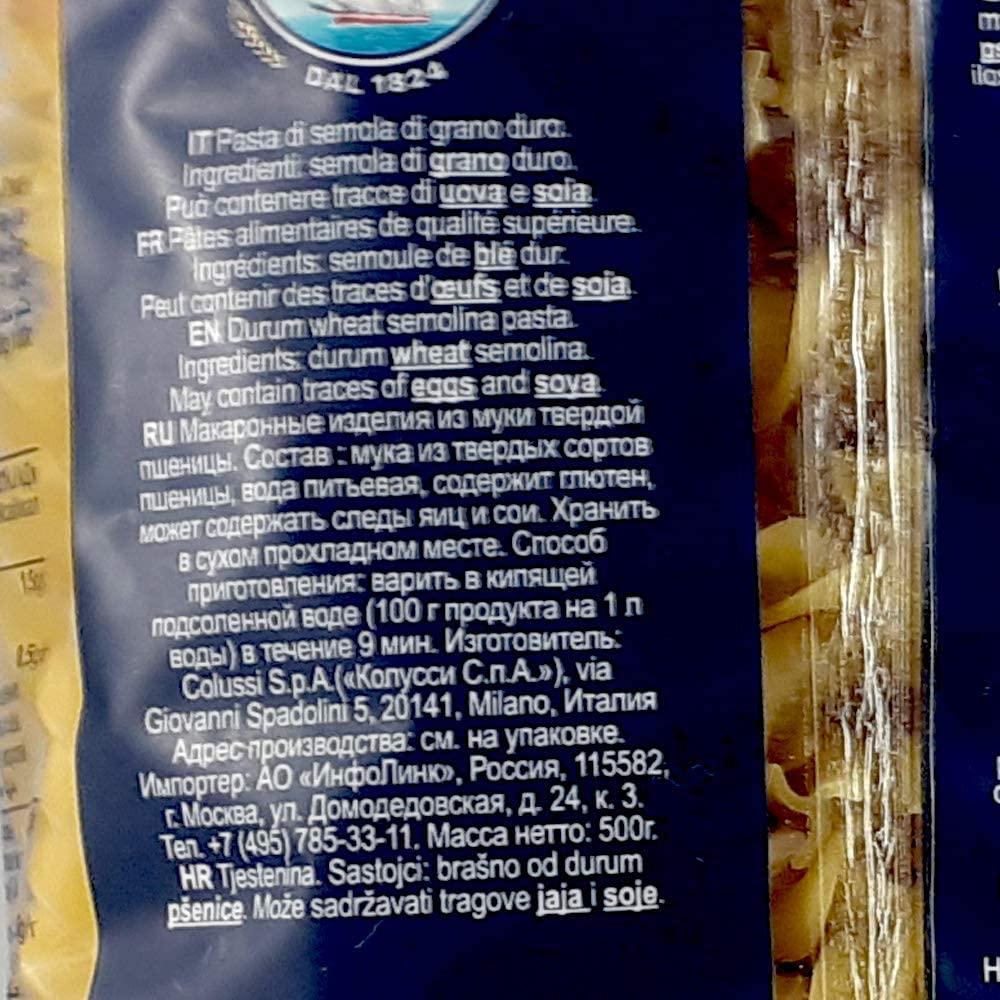 DAL 1824
IT Pasta di semola di grano duro.
Ingredienti: semola di grano duro.
Può contenere tracce di uova e soia.
FR Pâtes alimentaires de qualité supérieure.
Ingrédients: semoule de blé dur.
Peut contenir des traces d'œufs et de soja.
EN Durum wheat semolina pasta.
Ingredients: durum wheat semolina.
May contain traces of eggs and soya.
RU Макаронные изделия из муки твердой
пшеницы. Состав : мука из твердых сортов
пшеницы, вода питьевая, содержит глютен,
может содержать следы яиц и сои. Хранить
в сухом прохладном месте. Способ
приготовления: варить в кипящей
подсоленной воде (100 г продукта на 1 л
воды) в течение 9 мин. Изготовитель:
Colussi S.p.A.(«Колусси С.п.А.»), via
Giovanni Spadolini 5, 20141, Milano, Италия
Адрес производства: см. на упаковке.
Импортер: АО «ИнфоЛинк», Россия, 115582,
г. Москва, ул. Домодедовская, д. 24, к. 3.
Тел. +7 (495) 785-33-11. Масса нетто: 500г.
HR Tjestenina. Sastojci: brašno od durum
pšenice. Može sadržavati tragove jaja i soje.